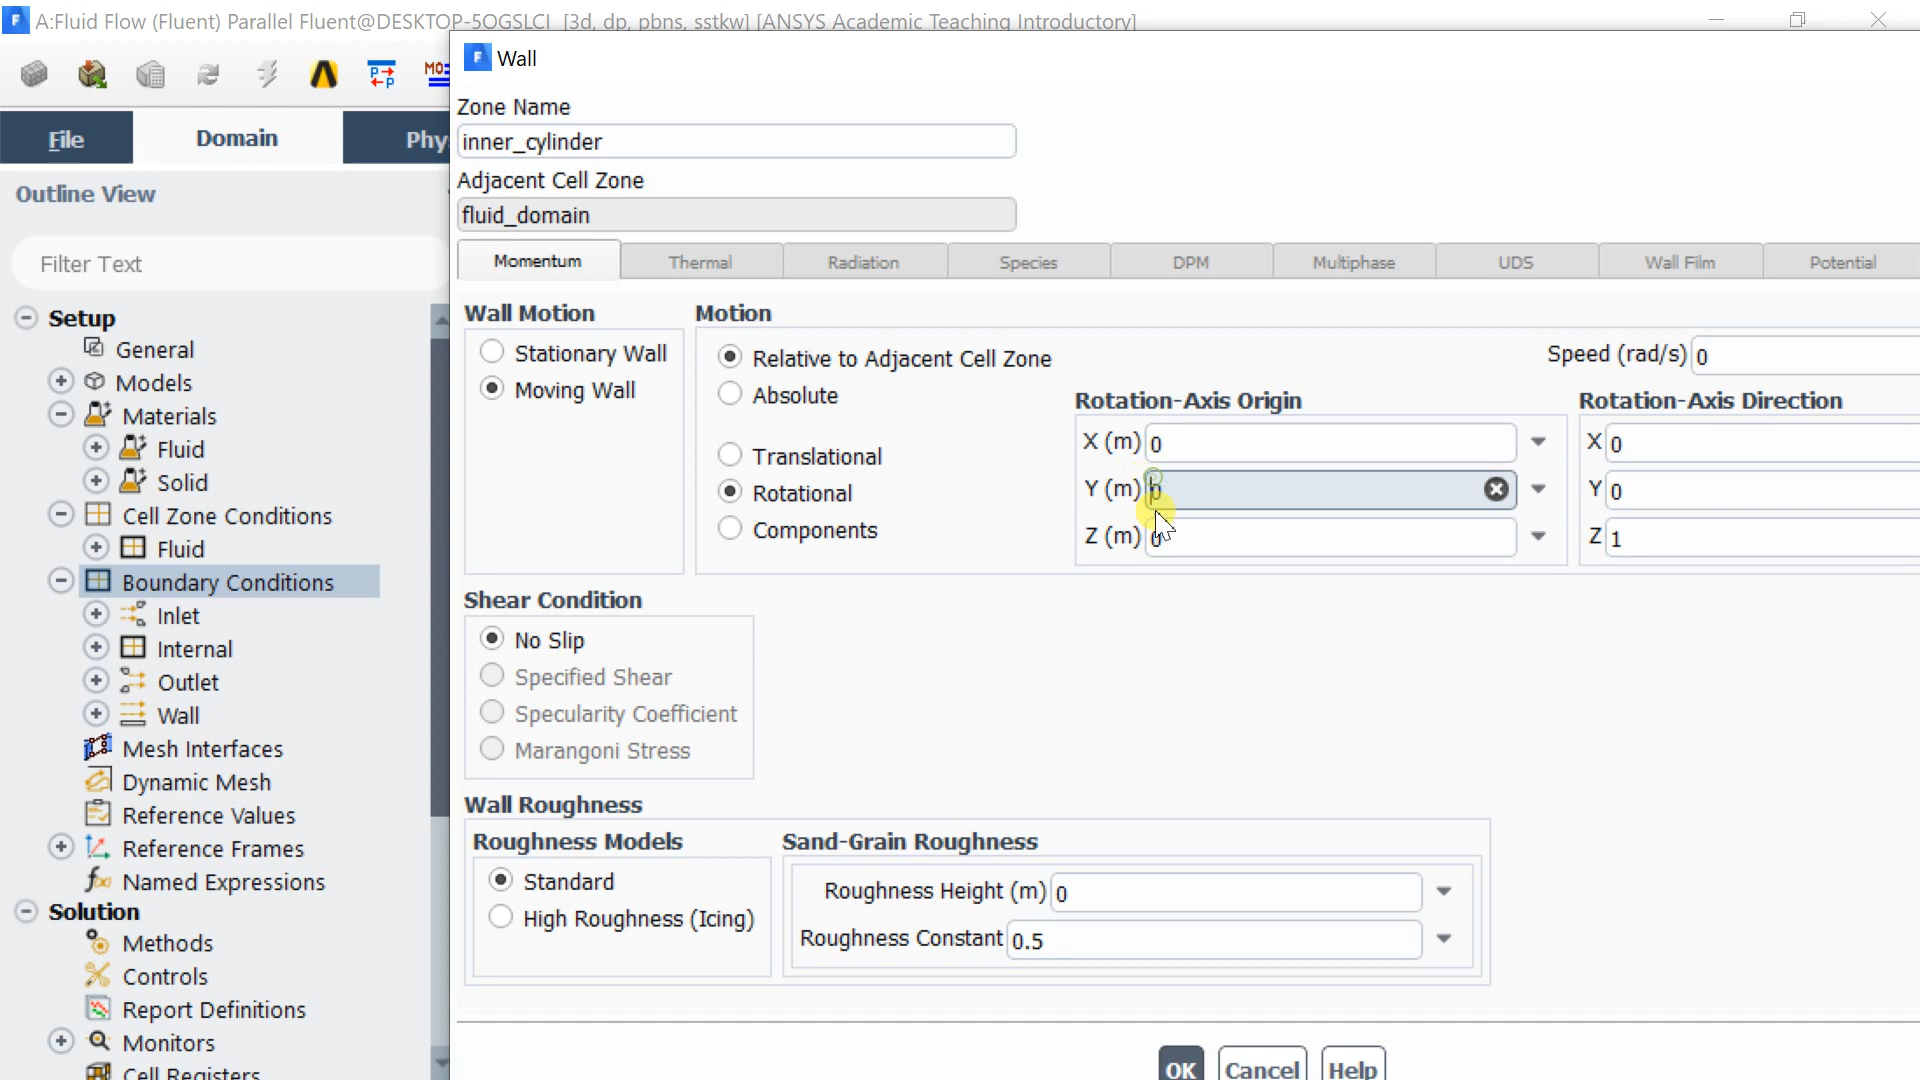 A:Fluid Flow (Fluent) Parallel Fluent@DESKTOP-5OGSLCI [3d, dp, pbns, sstkw] [ANSYS Academic Teaching Introductory]
Wall
Zone Name
inner_cylinder
Adjacent Cell Zone
fluid_domain
File
Domain
Outline View
Filter Text
Setup
General
Models
Materials
Fluid
Solid
Cell Zone Conditions
Fluid
Boundary Conditions
Inlet
Internal
Outlet
Wall
Mesh Interfaces
Dynamic Mesh
Reference Values
Reference Frames
Named Expressions
Solution
Methods
Controls
Report Definitions
Monitors
Cell Registers
Momentum Thermal Radiation Species DPM Multiphase UDS Wall Film Potential
Wall Motion
Stationary Wall
Moving Wall
Motion
Relative to Adjacent Cell Zone
Absolute
Translational
Rotational
Components
Speed (rad/s) 0
Rotation-Axis Origin
X (m) 0
Y (m) 0
Z (m) 0
Rotation-Axis Direction
X 0
Y 0
Z 1
Shear Condition
No Slip
Specified Shear
Specularity Coefficient
Marangoni Stress
Wall Roughness
Roughness Models
Standard
High Roughness (Icing)
Sand-Grain Roughness
Roughness Height (m) 0
Roughness Constant 0.5
OK Cancel Help